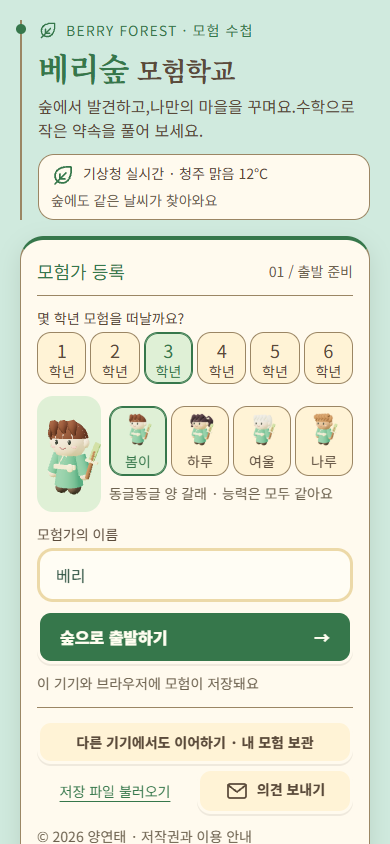 BERRY FOREST · 모험 수첩
베리숲 모험학교
숲에서 발견하고,나만의 마을을 꾸며요.수학으로
작은 약속을 풀어 보세요.
기상청 실시간 · 청주 맑음 12°C
숲에도 같은 날씨가 찾아와요
모험가 등록
01 / 출발 준비
몇 학년 모험을 떠날까요?
1 2 3 4 5 6
학년 학년 학년 학년 학년 학년
봄이 하루 여울 나루
동글동글 양 갈래 · 능력은 모두 같아요
모험가의 이름
베리
숲으로 출발하기 →
이 기기와 브라우저에 모험이 저장돼요
다른 기기에서도 이어하기 · 내 모험 보관
저장 파일 불러오기
의견 보내기
© 2026 양연태 · 저작권과 이용 안내